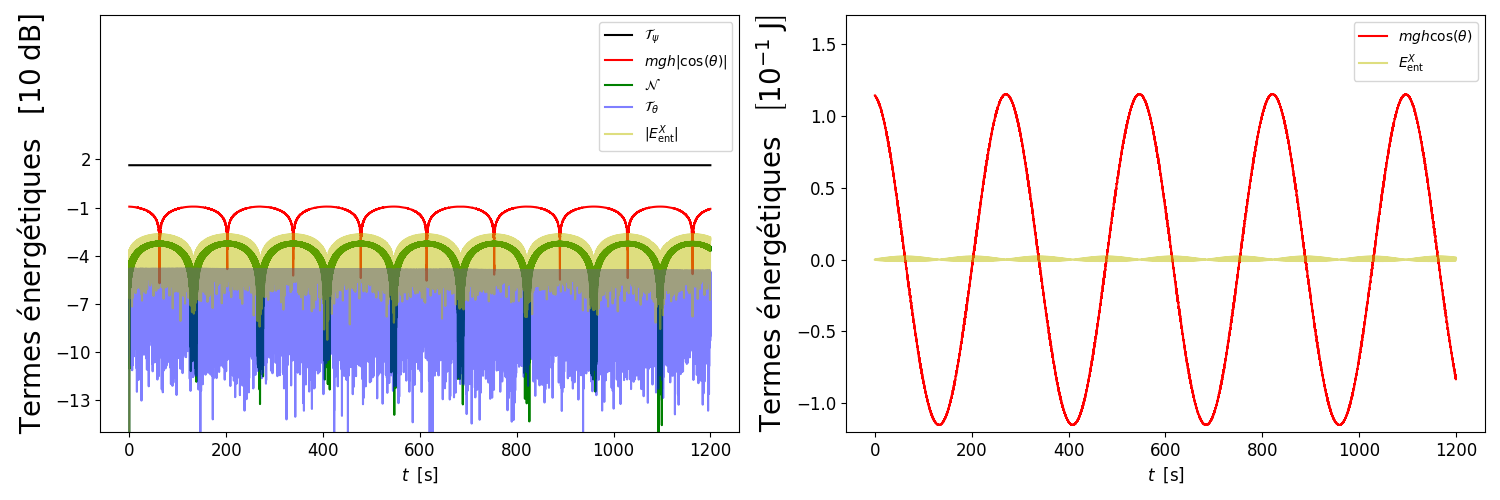 Termes énergétiques [10 dB]
2
−1
−4
−7
−10
−13
0 200 400 600 800 1000 1200
t [s]
𝒯_ψ
mgh|cos(θ)|
𝒩
𝒯_θ
|E^X_ent|
Termes énergétiques [10⁻¹ J]
1.5
1.0
0.5
0.0
−0.5
−1.0
0 200 400 600 800 1000 1200
t [s]
mghcos(θ)
E^X_ent